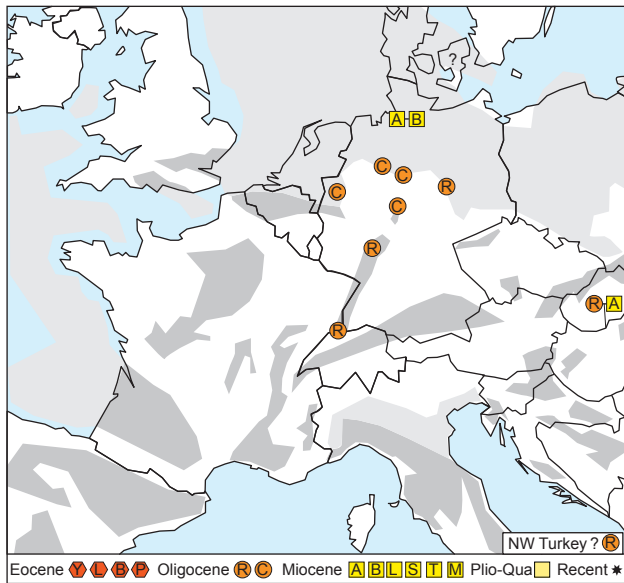 ?
A B
C
C
R
C
C
R
R A
R
NW Turkey ? R
Eocene Y L B P Oligocene R C Miocene A B L S T M Plio-Qua Recent